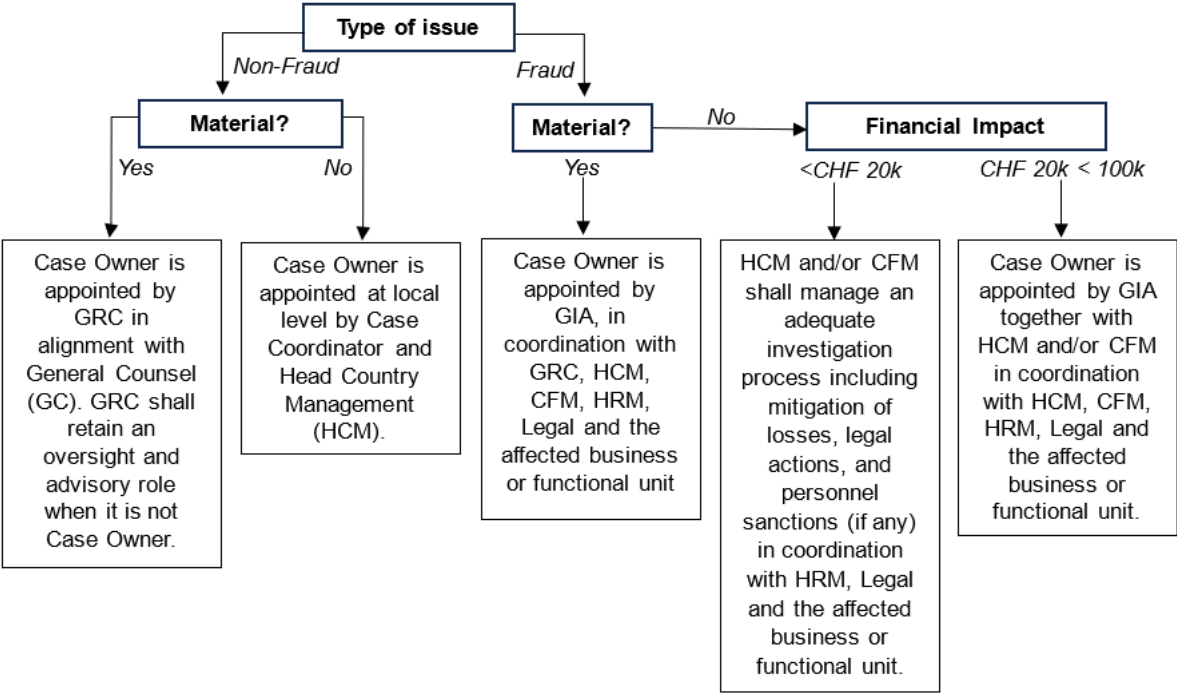 Type of issue
Non-Fraud
Fraud
Material?
Material?
No
Financial Impact
Yes
No
Yes
<CHF 20k
CHF 20k < 100k
Case Owner is
appointed by
GRC in
alignment with
General Counsel
(GC). GRC shall
retain an
oversight and
advisory role
when it is not
Case Owner.
Case Owner is
appointed at local
level by Case
Coordinator and
Head Country
Management
(HCM).
Case Owner is
appointed by
GIA, in
coordination with
GRC, HCM,
CFM, HRM,
Legal and the
affected business
or functional unit
HCM and/or CFM
shall manage an
adequate
investigation
process including
mitigation of
losses, legal
actions, and
personnel
sanctions (if any)
in coordination
with HRM, Legal
and the affected
business or
functional unit.
Case Owner is
appointed by GIA
together with
HCM and/or CFM
in coordination
with HCM, CFM,
HRM, Legal and
the affected
business or
functional unit.